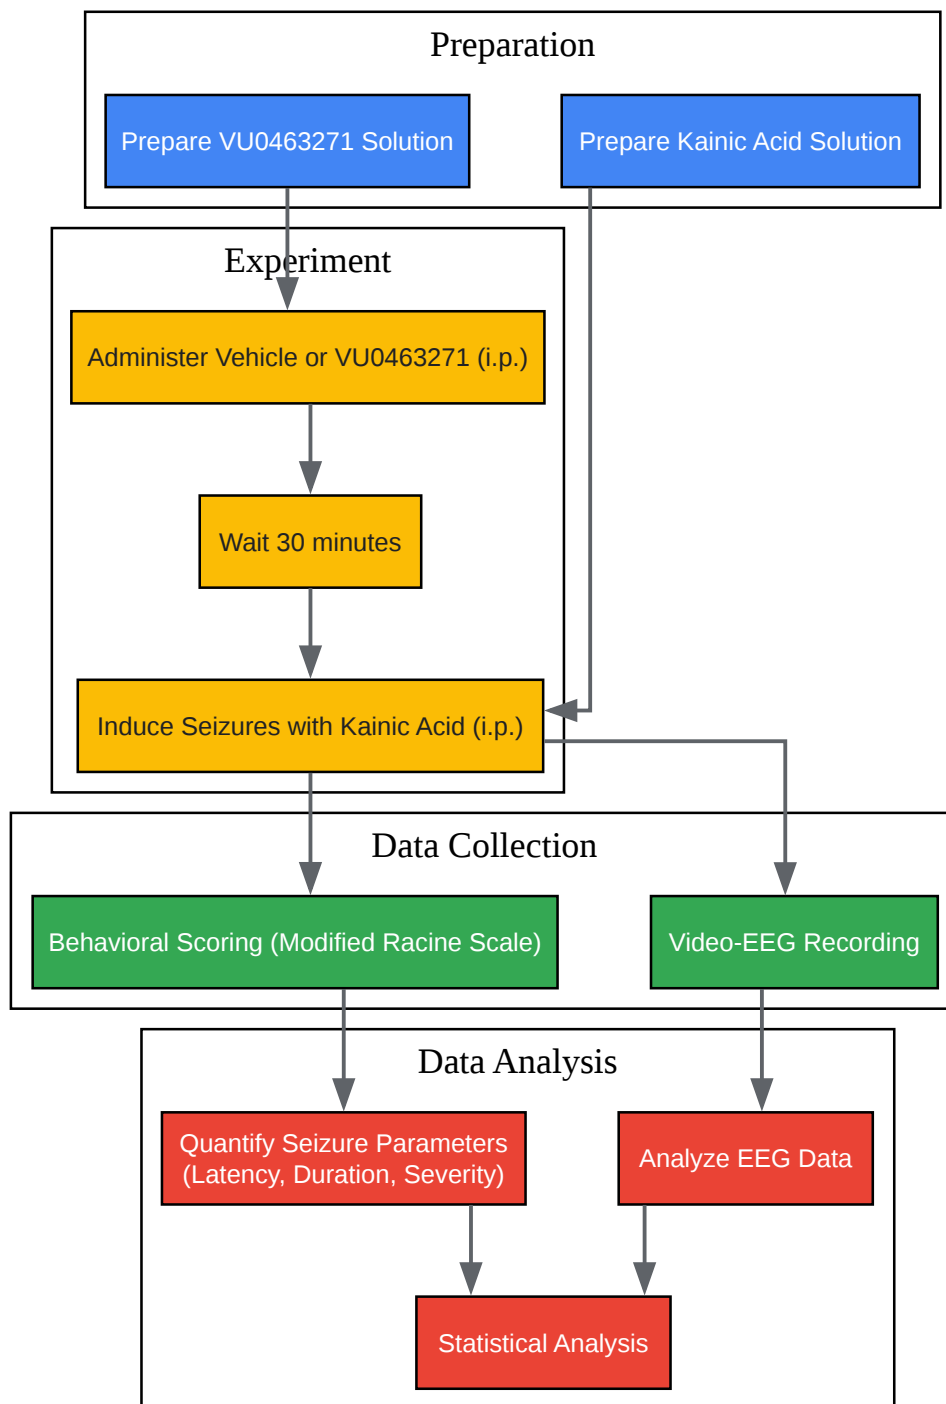 Preparation
Prepare VU0463271 Solution
Prepare Kainic Acid Solution
Experiment
Administer Vehicle or VU0463271 (i.p.)
Wait 30 minutes
Induce Seizures with Kainic Acid (i.p.)
Data Collection
Behavioral Scoring (Modified Racine Scale)
Video-EEG Recording
Data Analysis
Quantify Seizure Parameters
(Latency, Duration, Severity)
Analyze EEG Data
Statistical Analysis